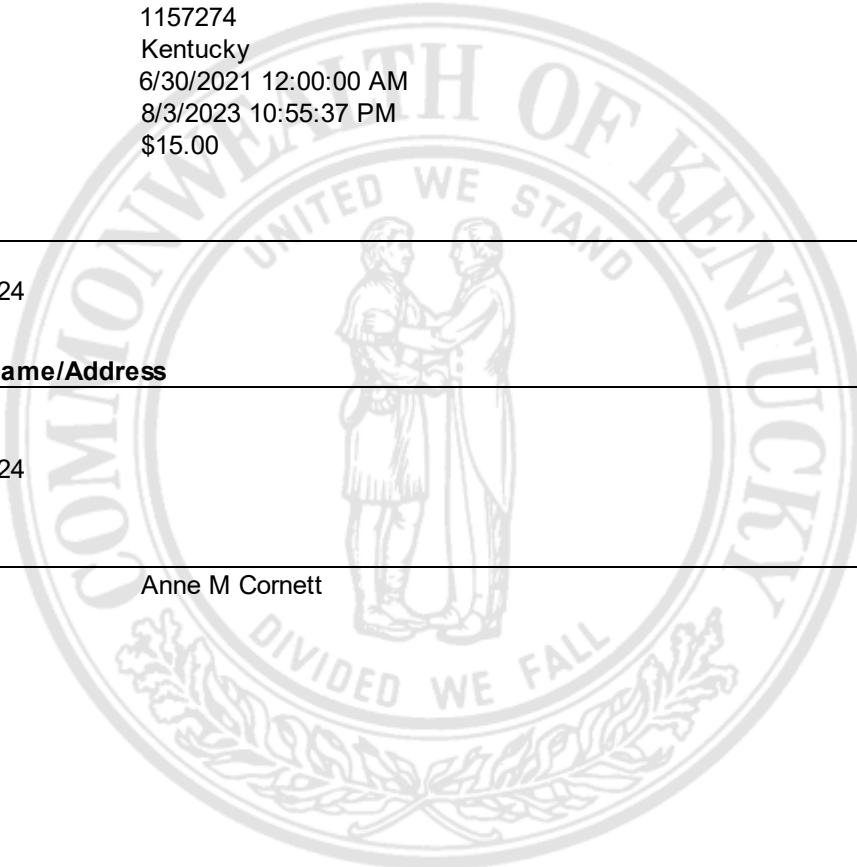 1157274
Kentucky
6/30/2021 12:00:00 AM
8/3/2023 10:55:37 PM
$15.00
COMMONWEALTH OF KENTUCKY
UNITED WE STAND
24
ame/Address
24
Anne M Cornett
DIVIDED WE FALL